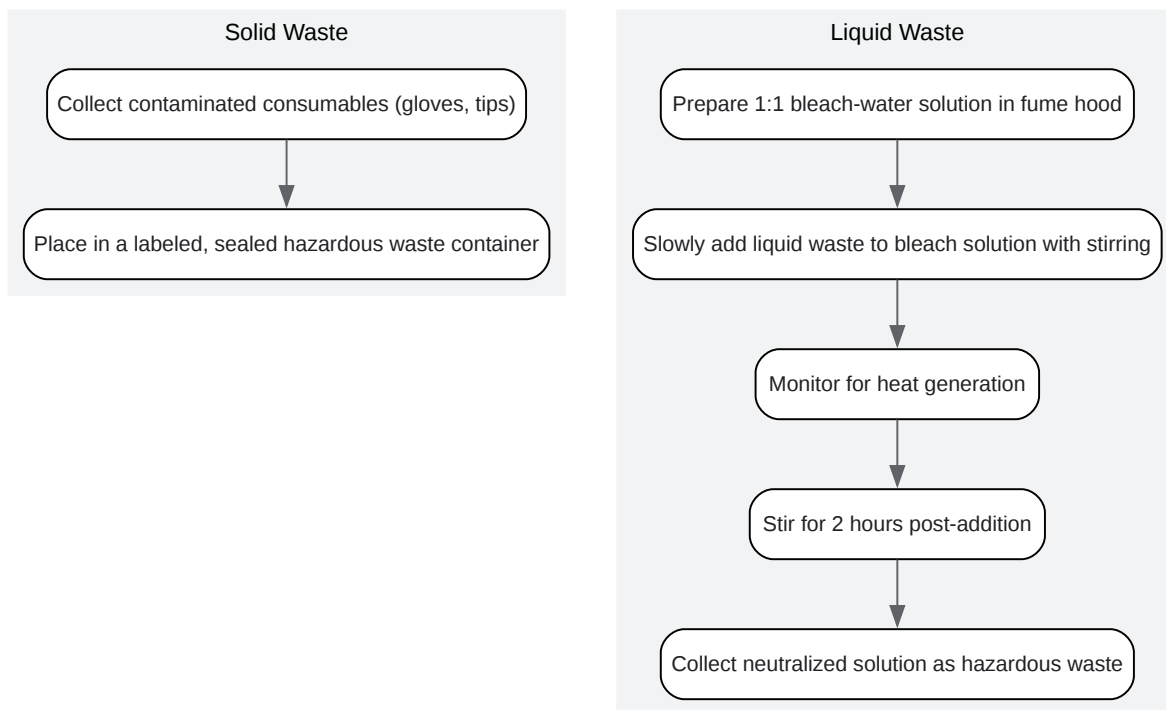 Solid Waste
Collect contaminated consumables (gloves, tips)
Place in a labeled, sealed hazardous waste container
Liquid Waste
Prepare 1:1 bleach-water solution in fume hood
Slowly add liquid waste to bleach solution with stirring
Monitor for heat generation
Stir for 2 hours post-addition
Collect neutralized solution as hazardous waste